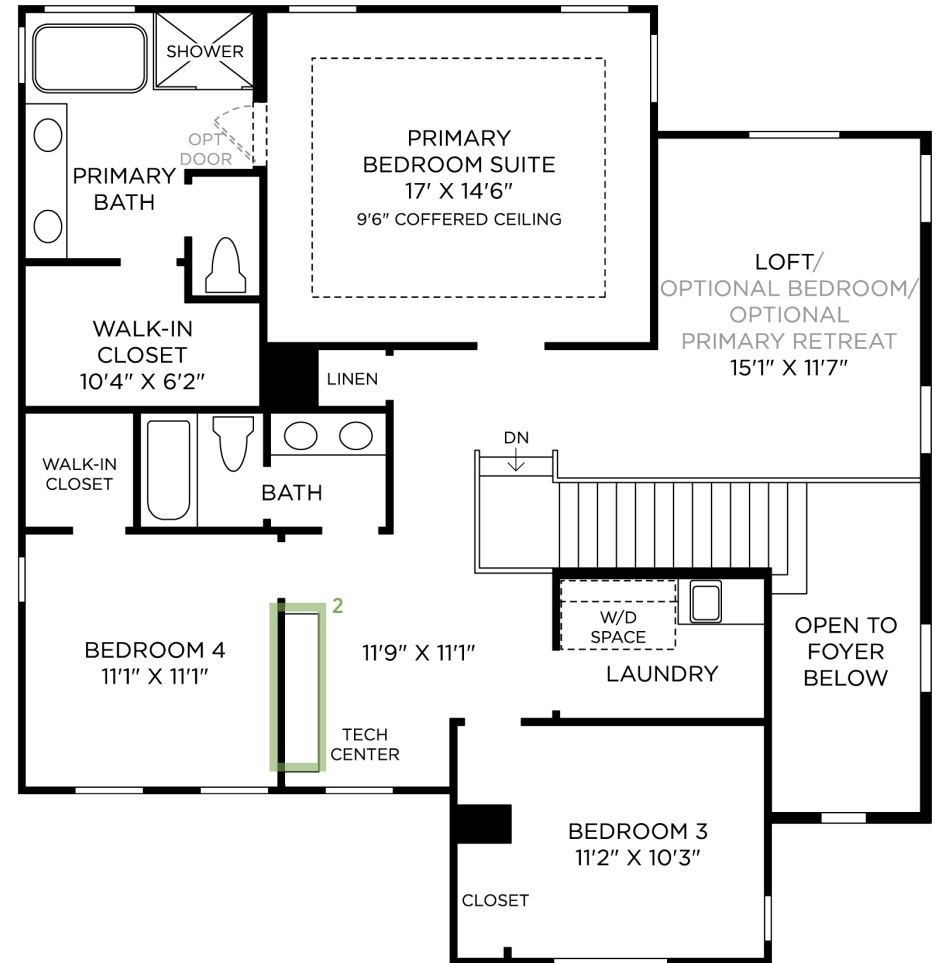 SHOWER
OPT
DOOR
PRIMARY
BATH
PRIMARY
BEDROOM SUITE
17' X 14'6"
9'6" COFFERED CEILING
LOFT/
OPTIONAL BEDROOM/
OPTIONAL
PRIMARY RETREAT
15'1" X 11'7"
WALK-IN
CLOSET
10'4" X 6'2"
LINEN
DN
WALK-IN
CLOSET
BATH
2
W/D
SPACE
LAUNDRY
OPEN TO
FOYER
BELOW
BEDROOM 4
11'1" X 11'1"
11'9" X 11'1"
TECH
CENTER
BEDROOM 3
11'2" X 10'3"
CLOSET